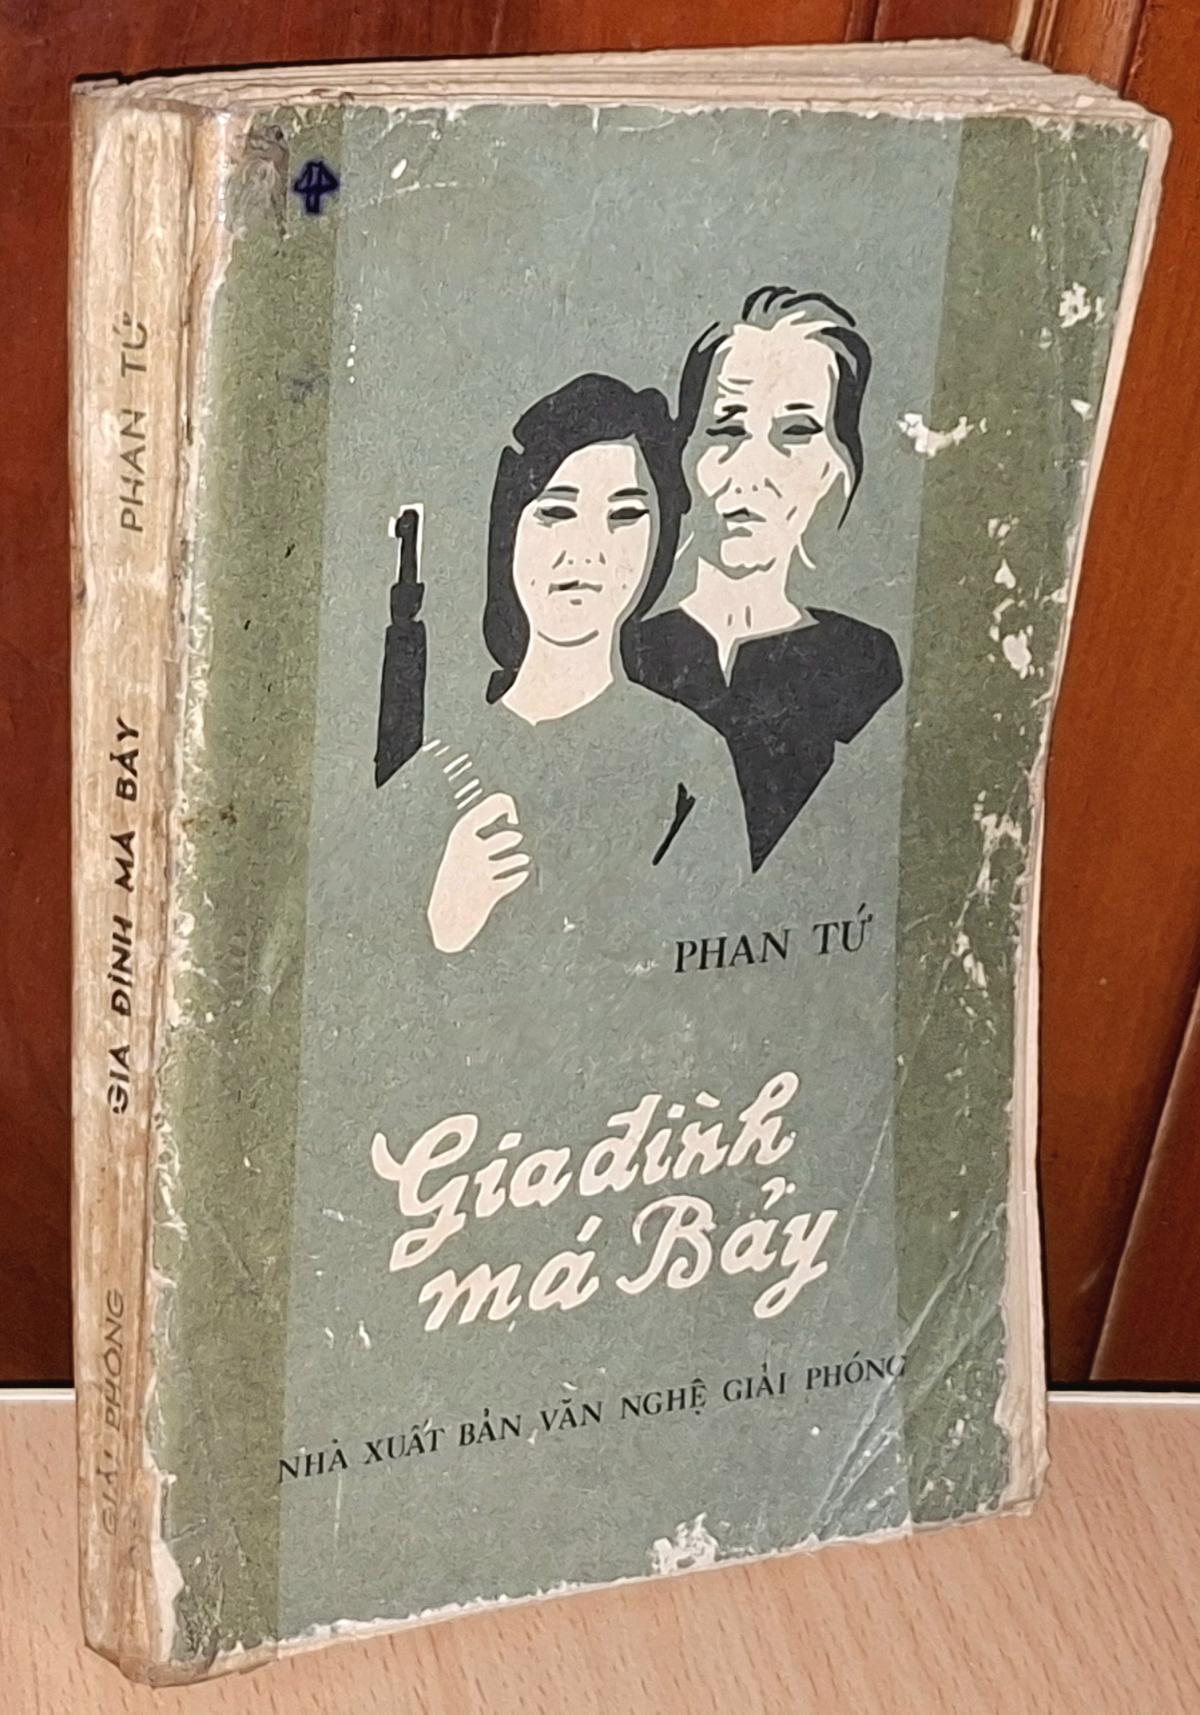 PHAN TỨ
Gia đình
má Bảy
NHÀ XUẤT BẢN VĂN NGHỆ GIẢI PHÓNG
GIA ĐÌNH MÁ BẢY
PHAN TỨ
GIẢI PHÓNG